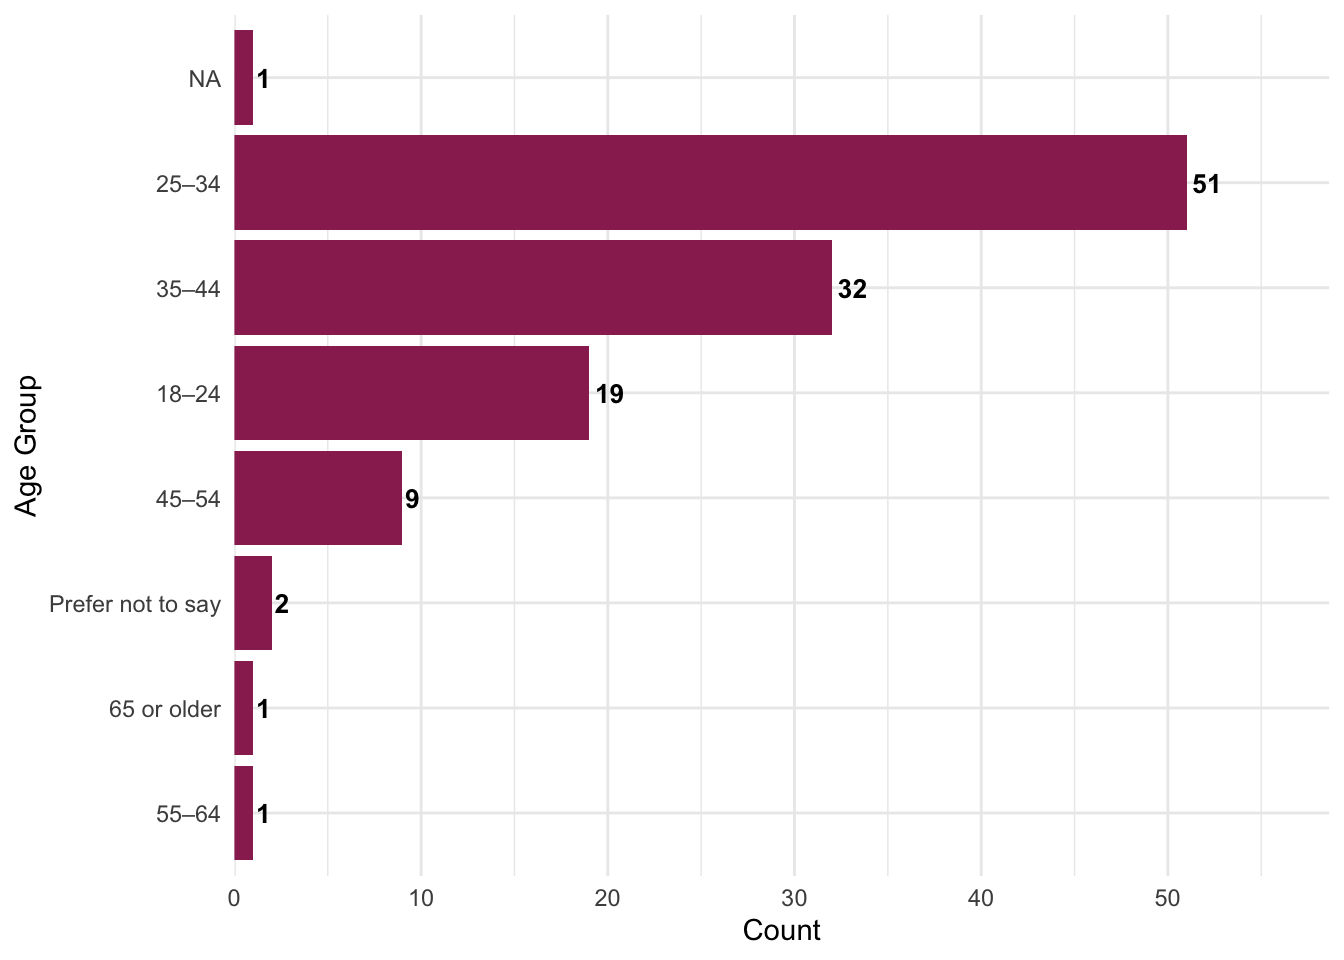 NA 1
25–34 51
35–44 32
18–24 19
Age Group
45–54 9
Prefer not to say 2
65 or older 1
55–64 1
0 10 20 30 40 50
Count